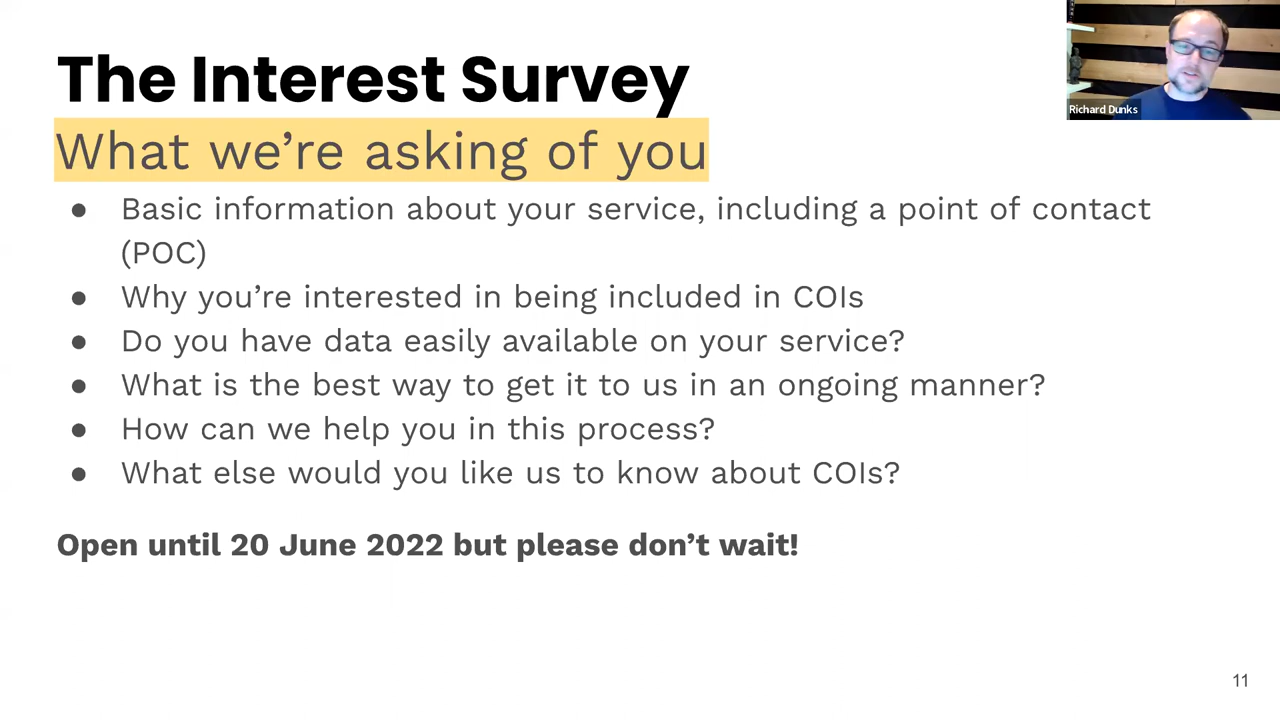 The Interest Survey
What we're asking of you
● Basic information about your service, including a point of contact
(POC)
● Why you're interested in being included in COIs
● Do you have data easily available on your service?
● What is the best way to get it to us in an ongoing manner?
● How can we help you in this process?
● What else would you like us to know about COIs?
Open until 20 June 2022 but please don't wait!
Richard Dunks
11